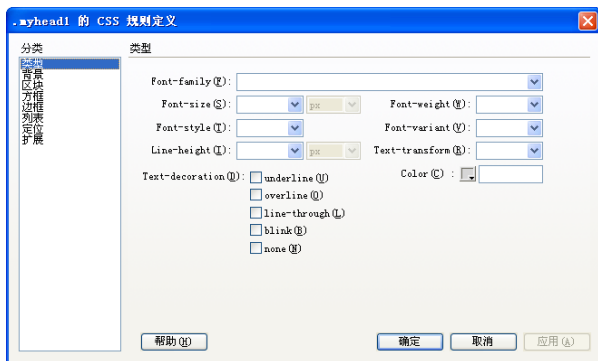 .myhead1 的 CSS 规则定义
分类
类型
背景
区块
方框
边框
列表
定位
扩展
类型
Font-family(F):
Font-size(S): px Font-weight(W):
Font-style(T): Font-variant(V):
Line-height(I): px Text-transform(R):
Text-decoration(D): underline(U) Color(C) :
overline(O)
line-through(L)
blink(B)
none(N)
帮助(H) 确定 取消 应用(A)